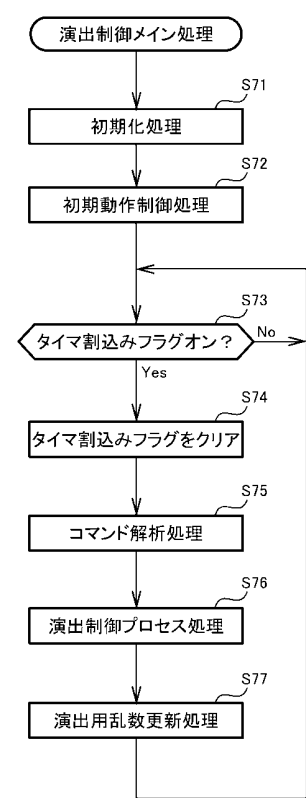 演出制御メイン処理
S71
初期化処理
S72
初期動作制御処理
S73
タイマ割込みフラグオン？
No
Yes
S74
タイマ割込みフラグをクリア
S75
コマンド解析処理
S76
演出制御プロセス処理
S77
演出用乱数更新処理